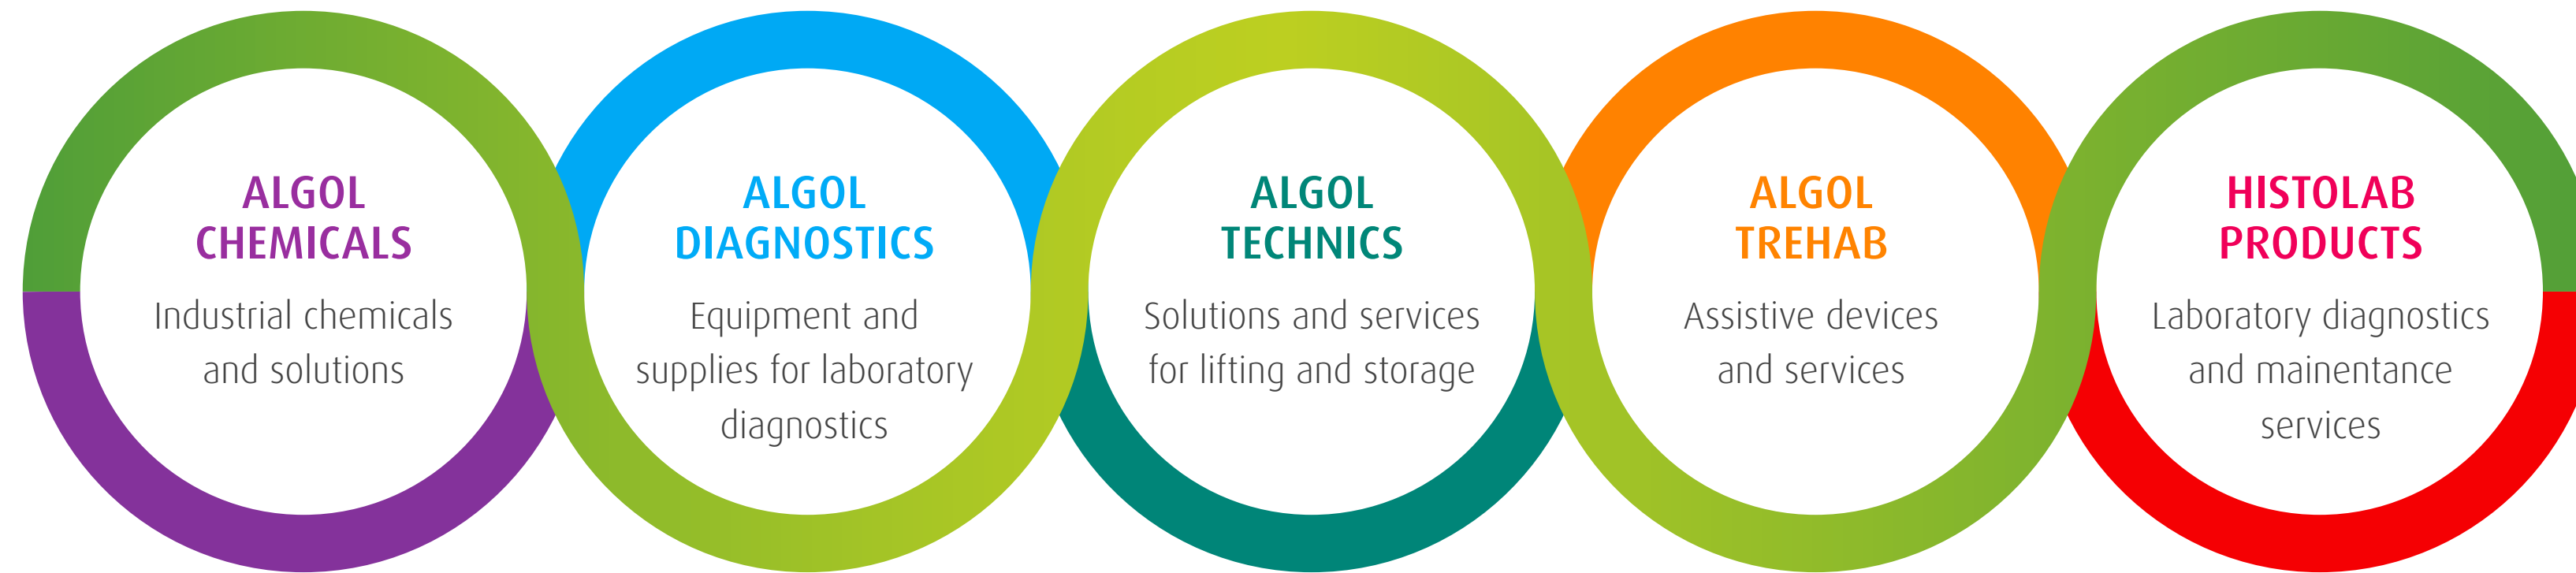 ALGOL
CHEMICALS
Industrial chemicals
and solutions
ALGOL
DIAGNOSTICS
Equipment and
supplies for laboratory
diagnostics
ALGOL
TECHNICS
Solutions and services
for lifting and storage
ALGOL
TREHAB
Assistive devices
and services
HISTOLAB
PRODUCTS
Laboratory diagnostics
and mainentance
services